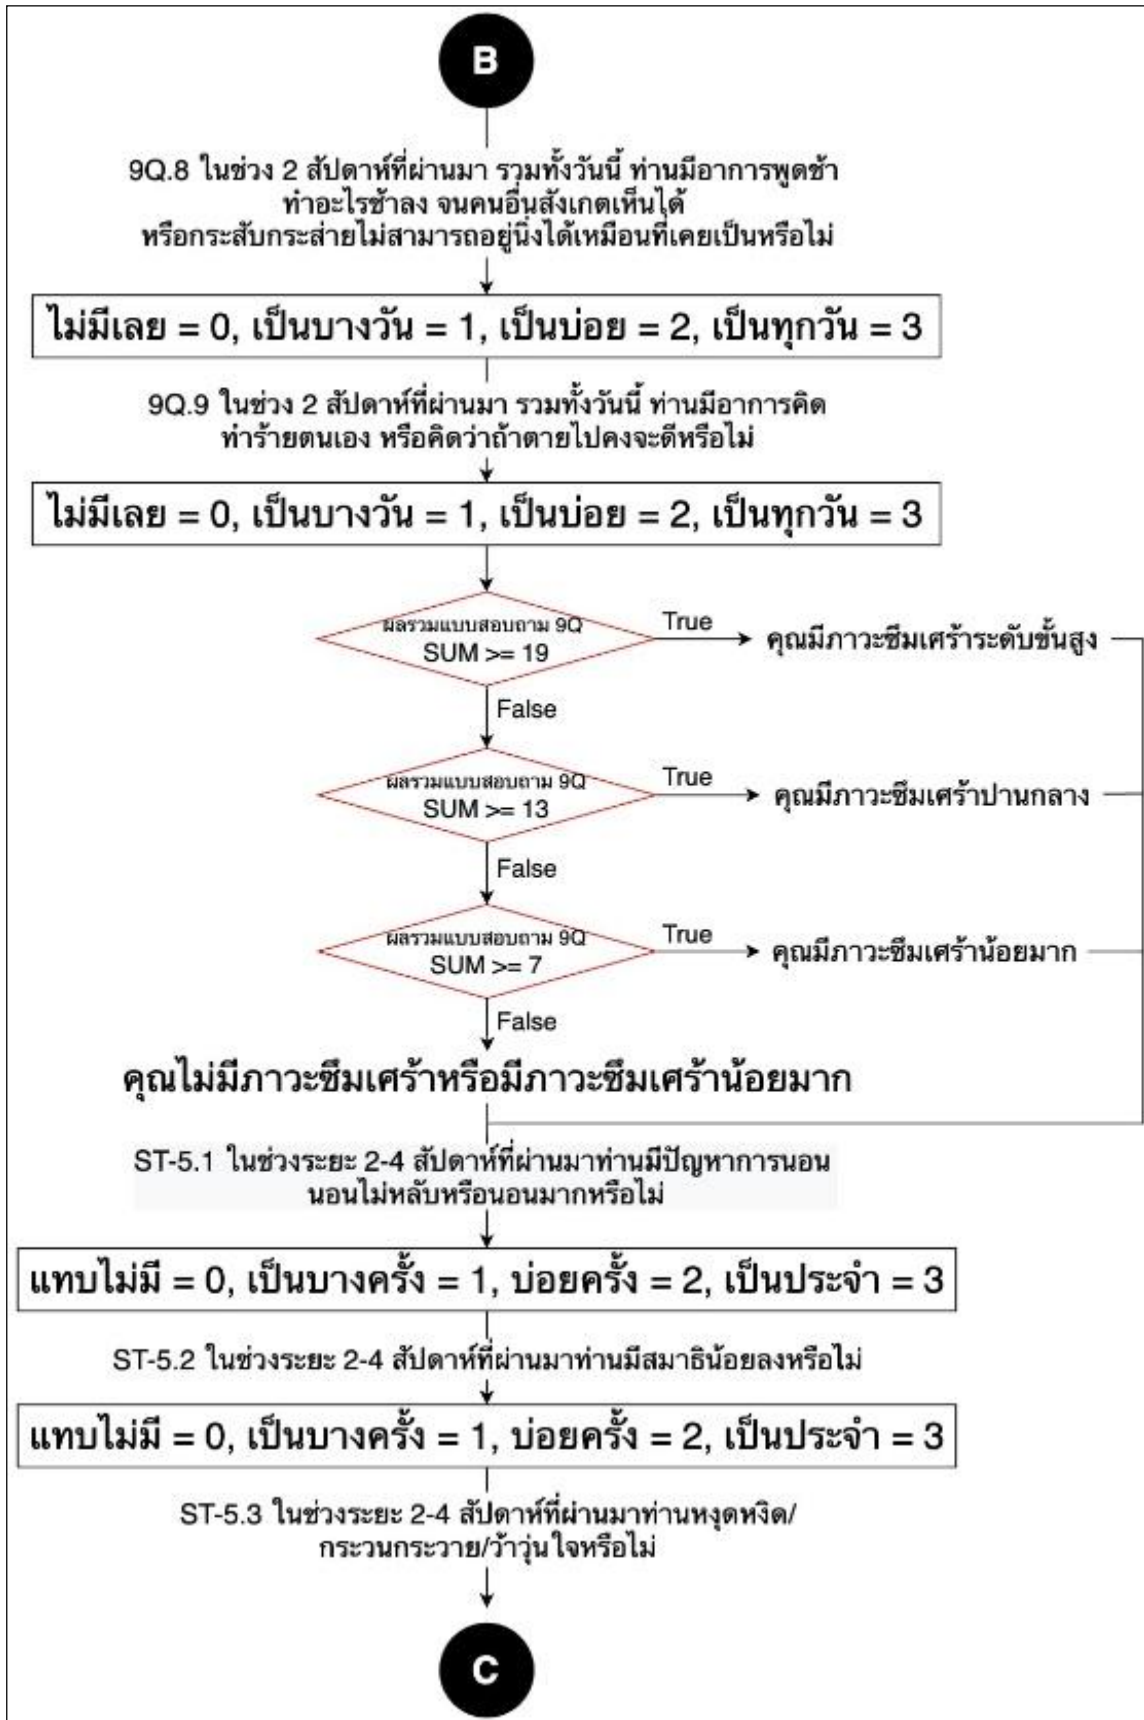 B
9Q.8 ในช่วง 2 สัปดาห์ที่ผ่านมา รวมทั้งวันนี้ ท่านมีอาการพูดช้า
ทำอะไรช้าลง จนคนอื่นสังเกตเห็นได้
หรือกระสับกระส่ายไม่สามารถอยู่นิ่งได้เหมือนที่เคยเป็นหรือไม่
ไม่มีเลย = 0, เป็นบางวัน = 1, เป็นบ่อย = 2, เป็นทุกวัน = 3
9Q.9 ในช่วง 2 สัปดาห์ที่ผ่านมา รวมทั้งวันนี้ ท่านมีอาการคิด
ทำร้ายตนเอง หรือคิดว่าถ้าตายไปคงจะดีหรือไม่
ไม่มีเลย = 0, เป็นบางวัน = 1, เป็นบ่อย = 2, เป็นทุกวัน = 3
ผลรวมแบบสอบถาม 9Q
SUM >= 19
True
คุณมีภาวะซึมเศร้าระดับขั้นสูง
False
ผลรวมแบบสอบถาม 9Q
SUM >= 13
True
คุณมีภาวะซึมเศร้าปานกลาง
False
ผลรวมแบบสอบถาม 9Q
SUM >= 7
True
คุณมีภาวะซึมเศร้าน้อยมาก
False
คุณไม่มีภาวะซึมเศร้าหรือมีภาวะซึมเศร้าน้อยมาก
ST-5.1 ในช่วงระยะ 2-4 สัปดาห์ที่ผ่านมาท่านมีปัญหาการนอน
นอนไม่หลับหรือนอนมากหรือไม่
แทบไม่มี = 0, เป็นบางครั้ง = 1, บ่อยครั้ง = 2, เป็นประจำ = 3
ST-5.2 ในช่วงระยะ 2-4 สัปดาห์ที่ผ่านมาท่านมีสมาธิน้อยลงหรือไม่
แทบไม่มี = 0, เป็นบางครั้ง = 1, บ่อยครั้ง = 2, เป็นประจำ = 3
ST-5.3 ในช่วงระยะ 2-4 สัปดาห์ที่ผ่านมาท่านหงุดหงิด/
กระวนกระวาย/ว้าวุ่นใจหรือไม่
C